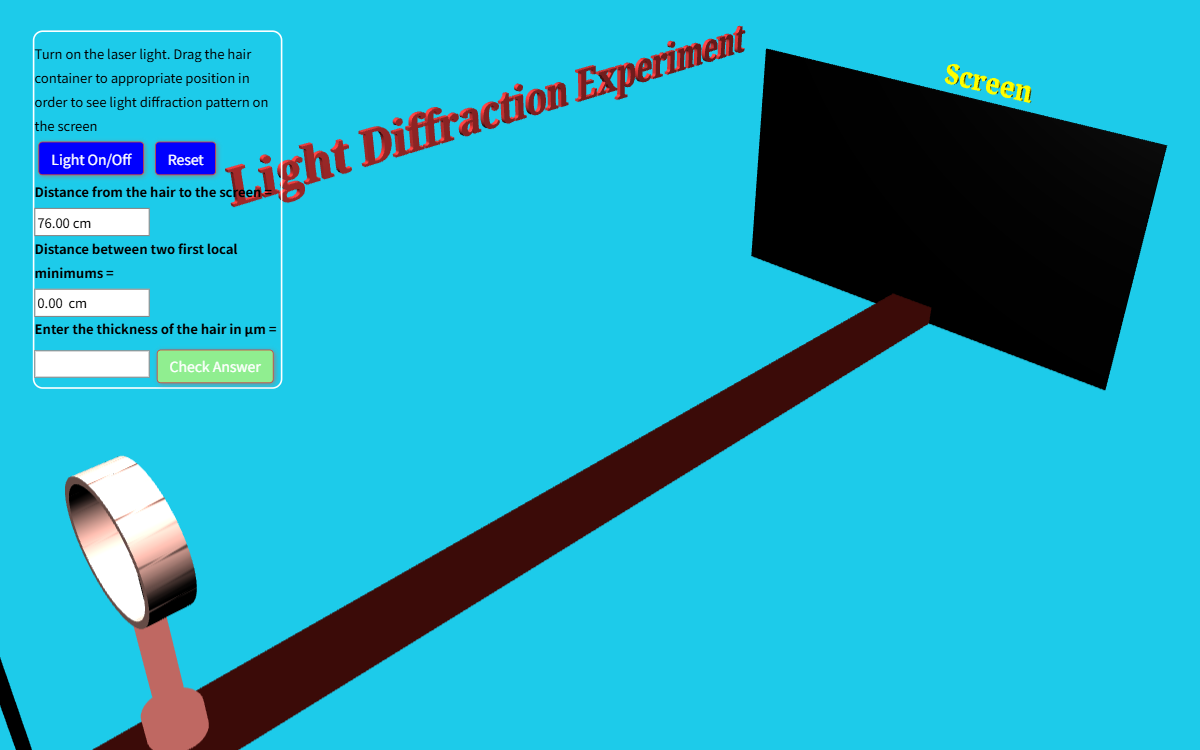 Light Diffraction Experiment
Screen
Turn on the laser light. Drag the hair
container to appropriate position in
order to see light diffraction pattern on
the screen
Light On/Off Reset
Distance from the hair to the screen =
76.00 cm
Distance between two first local
minimums =
0.00 cm
Enter the thickness of the hair in μm =
Check Answer